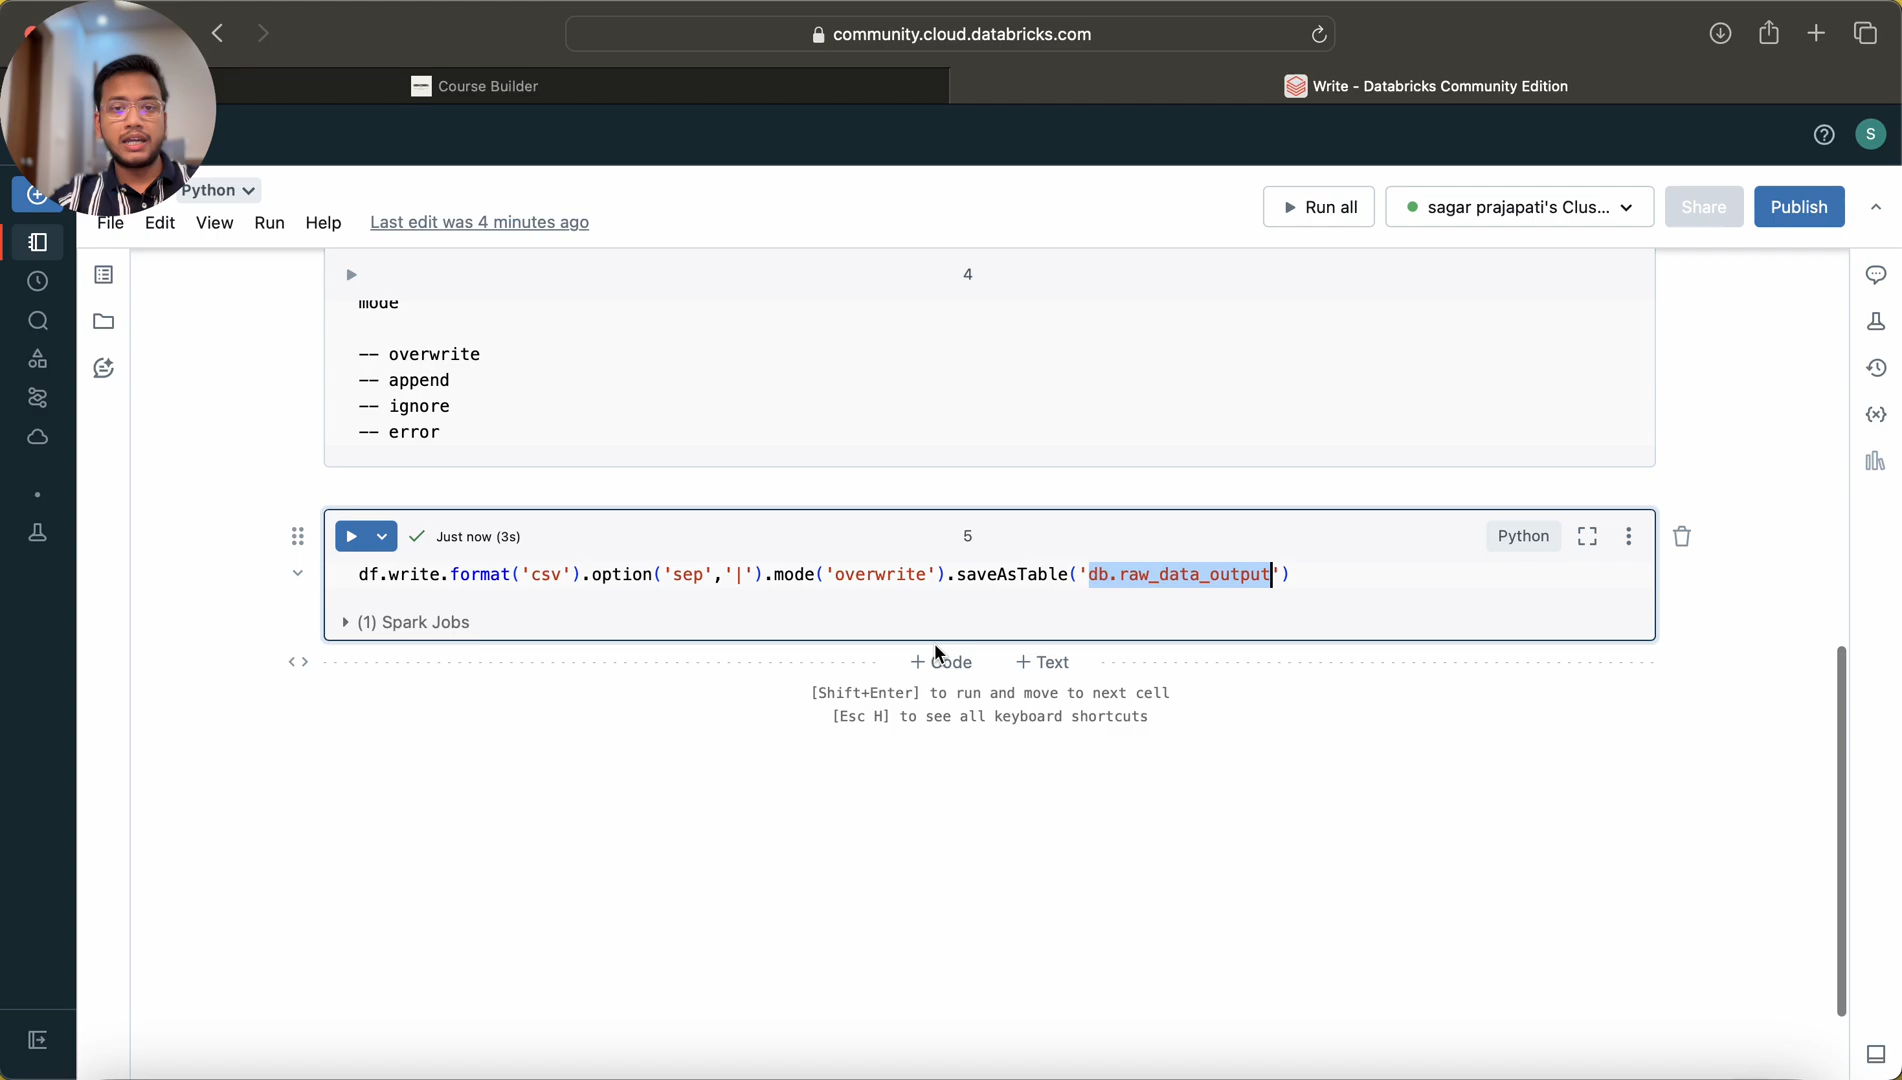 community.cloud.databricks.com
Course Builder
Write - Databricks Community Edition
S
Python
File Edit View Run Help Last edit was 4 minutes ago
Run all
sagar prajapati's Clus...
Share
Publish
4
mode
-- overwrite
-- append
-- ignore
-- error
Just now (3s)
5
Python
df.write.format('csv').option('sep','|').mode('overwrite').saveAsTable('db.raw_data_output')
(1) Spark Jobs
+ Code + Text
[Shift+Enter] to run and move to next cell
[Esc H] to see all keyboard shortcuts